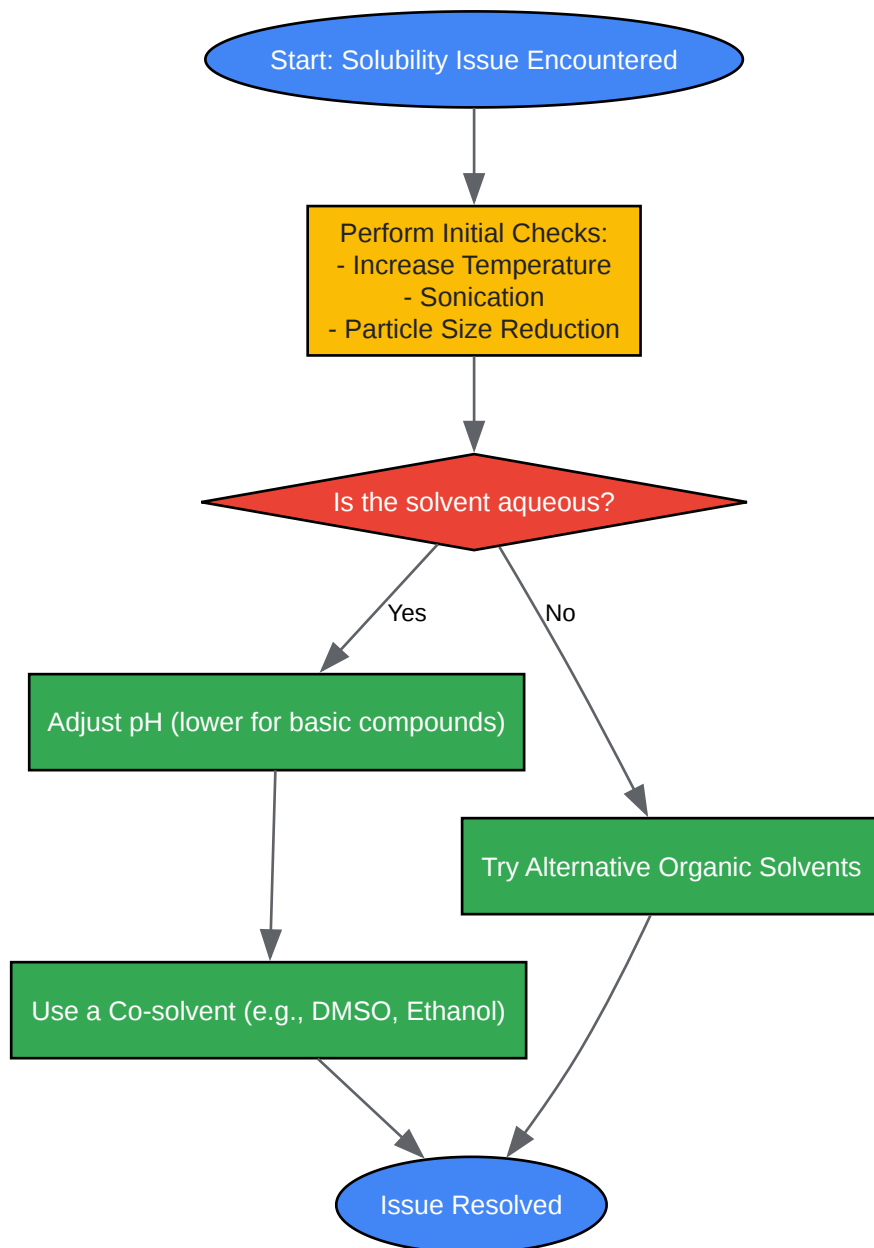 Start: Solubility Issue Encountered
Perform Initial Checks:
- Increase Temperature
- Sonication
- Particle Size Reduction
Is the solvent aqueous?
Yes
No
Adjust pH (lower for basic compounds)
Try Alternative Organic Solvents
Use a Co-solvent (e.g., DMSO, Ethanol)
Issue Resolved